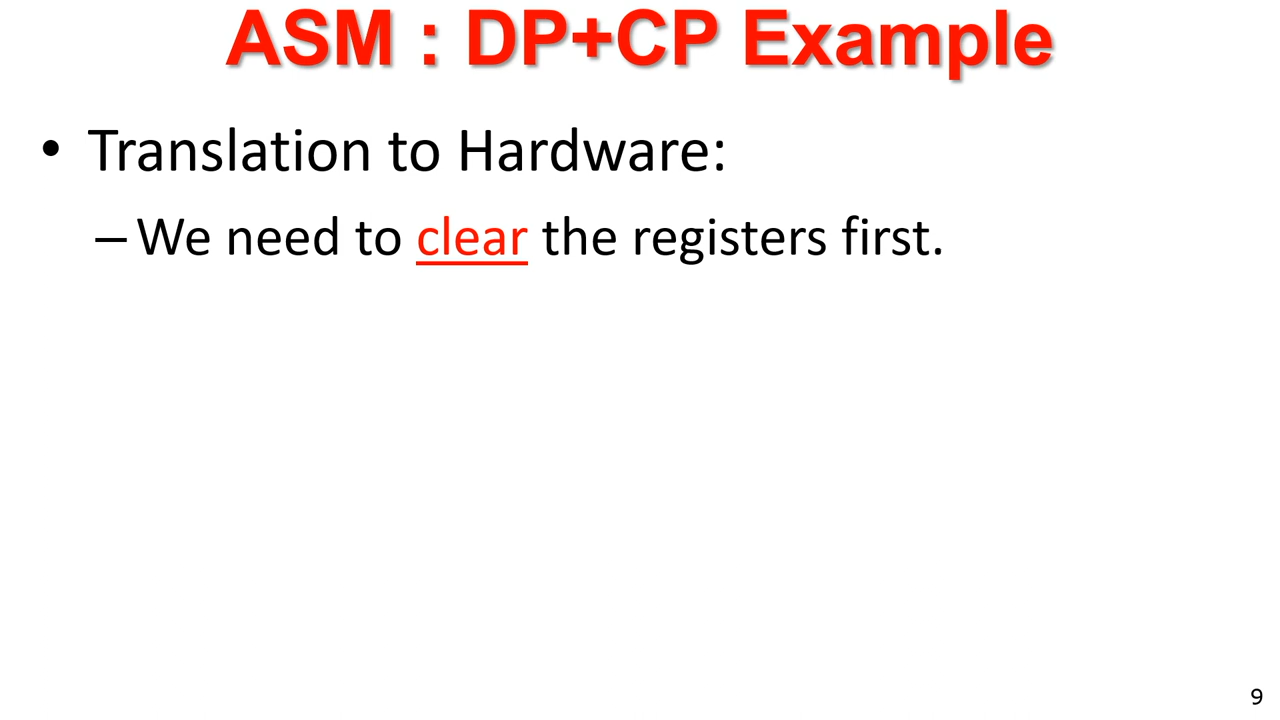 ASM : DP+CP Example
• Translation to Hardware:
– We need to clear the registers first.
9